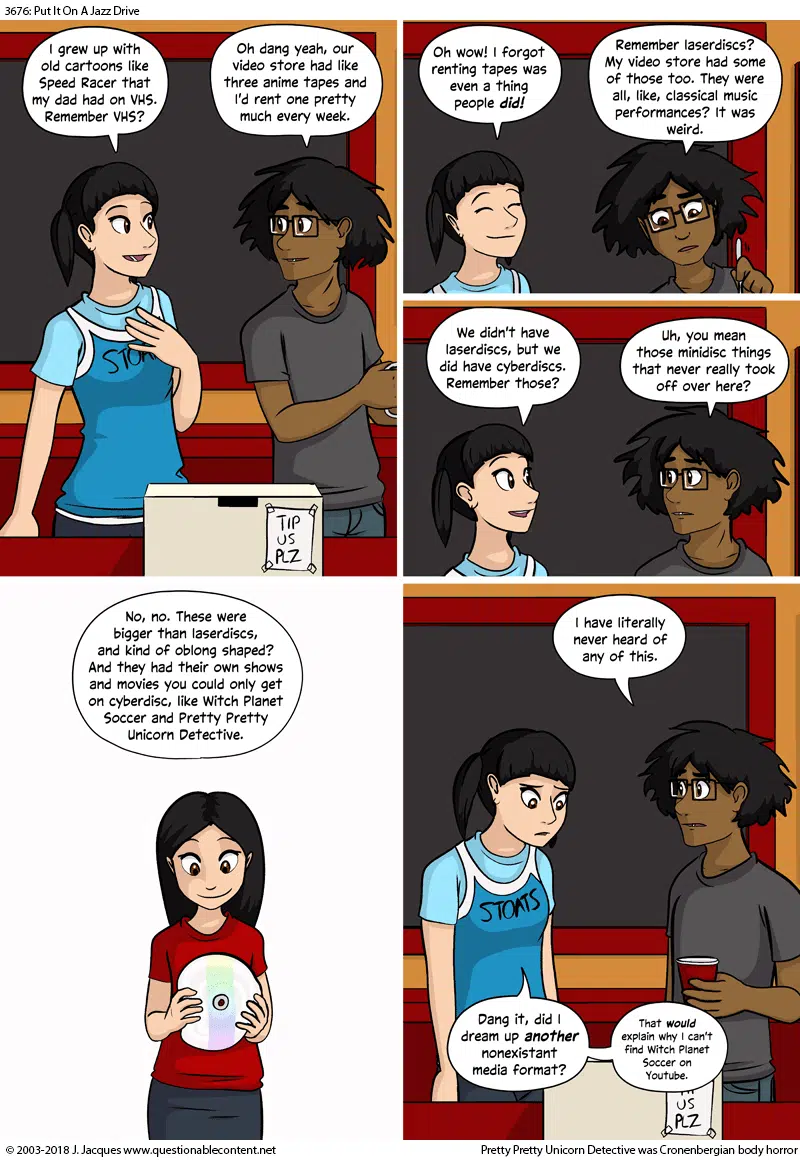 3676: Put It On A Jazz Drive
I grew up with
old cartoons like
Speed Racer that
my dad had on VHS.
Remember VHS?
Oh dang yeah, our
video store had like
three anime tapes and
I'd rent one pretty
much every week.
STOATS
TIP
US
PLZ
Oh wow! I forgot
renting tapes was
even a thing
people did!
Remember laserdiscs?
My video store had some
of those too. They were
all, like, classical music
performances? It was
weird.
We didn't have
laserdiscs, but we
did have cyberdiscs.
Remember those?
Uh, you mean
those minidisc things
that never really took
off over here?
No, no. These were
bigger than laserdiscs,
and kind of oblong shaped?
And they had their own shows
and movies you could only get
on cyberdisc, like Witch Planet
Soccer and Pretty Pretty
Unicorn Detective.
I have literally
never heard of
any of this.
STOATS
Dang it, did I
dream up another
nonexistant
media format?
That would
explain why I can't
find Witch Planet
Soccer on
Youtube.
US
PLZ
© 2003-2018 J. Jacques www.questionablecontent.net
Pretty Pretty Unicorn Detective was Cronenbergian body horror